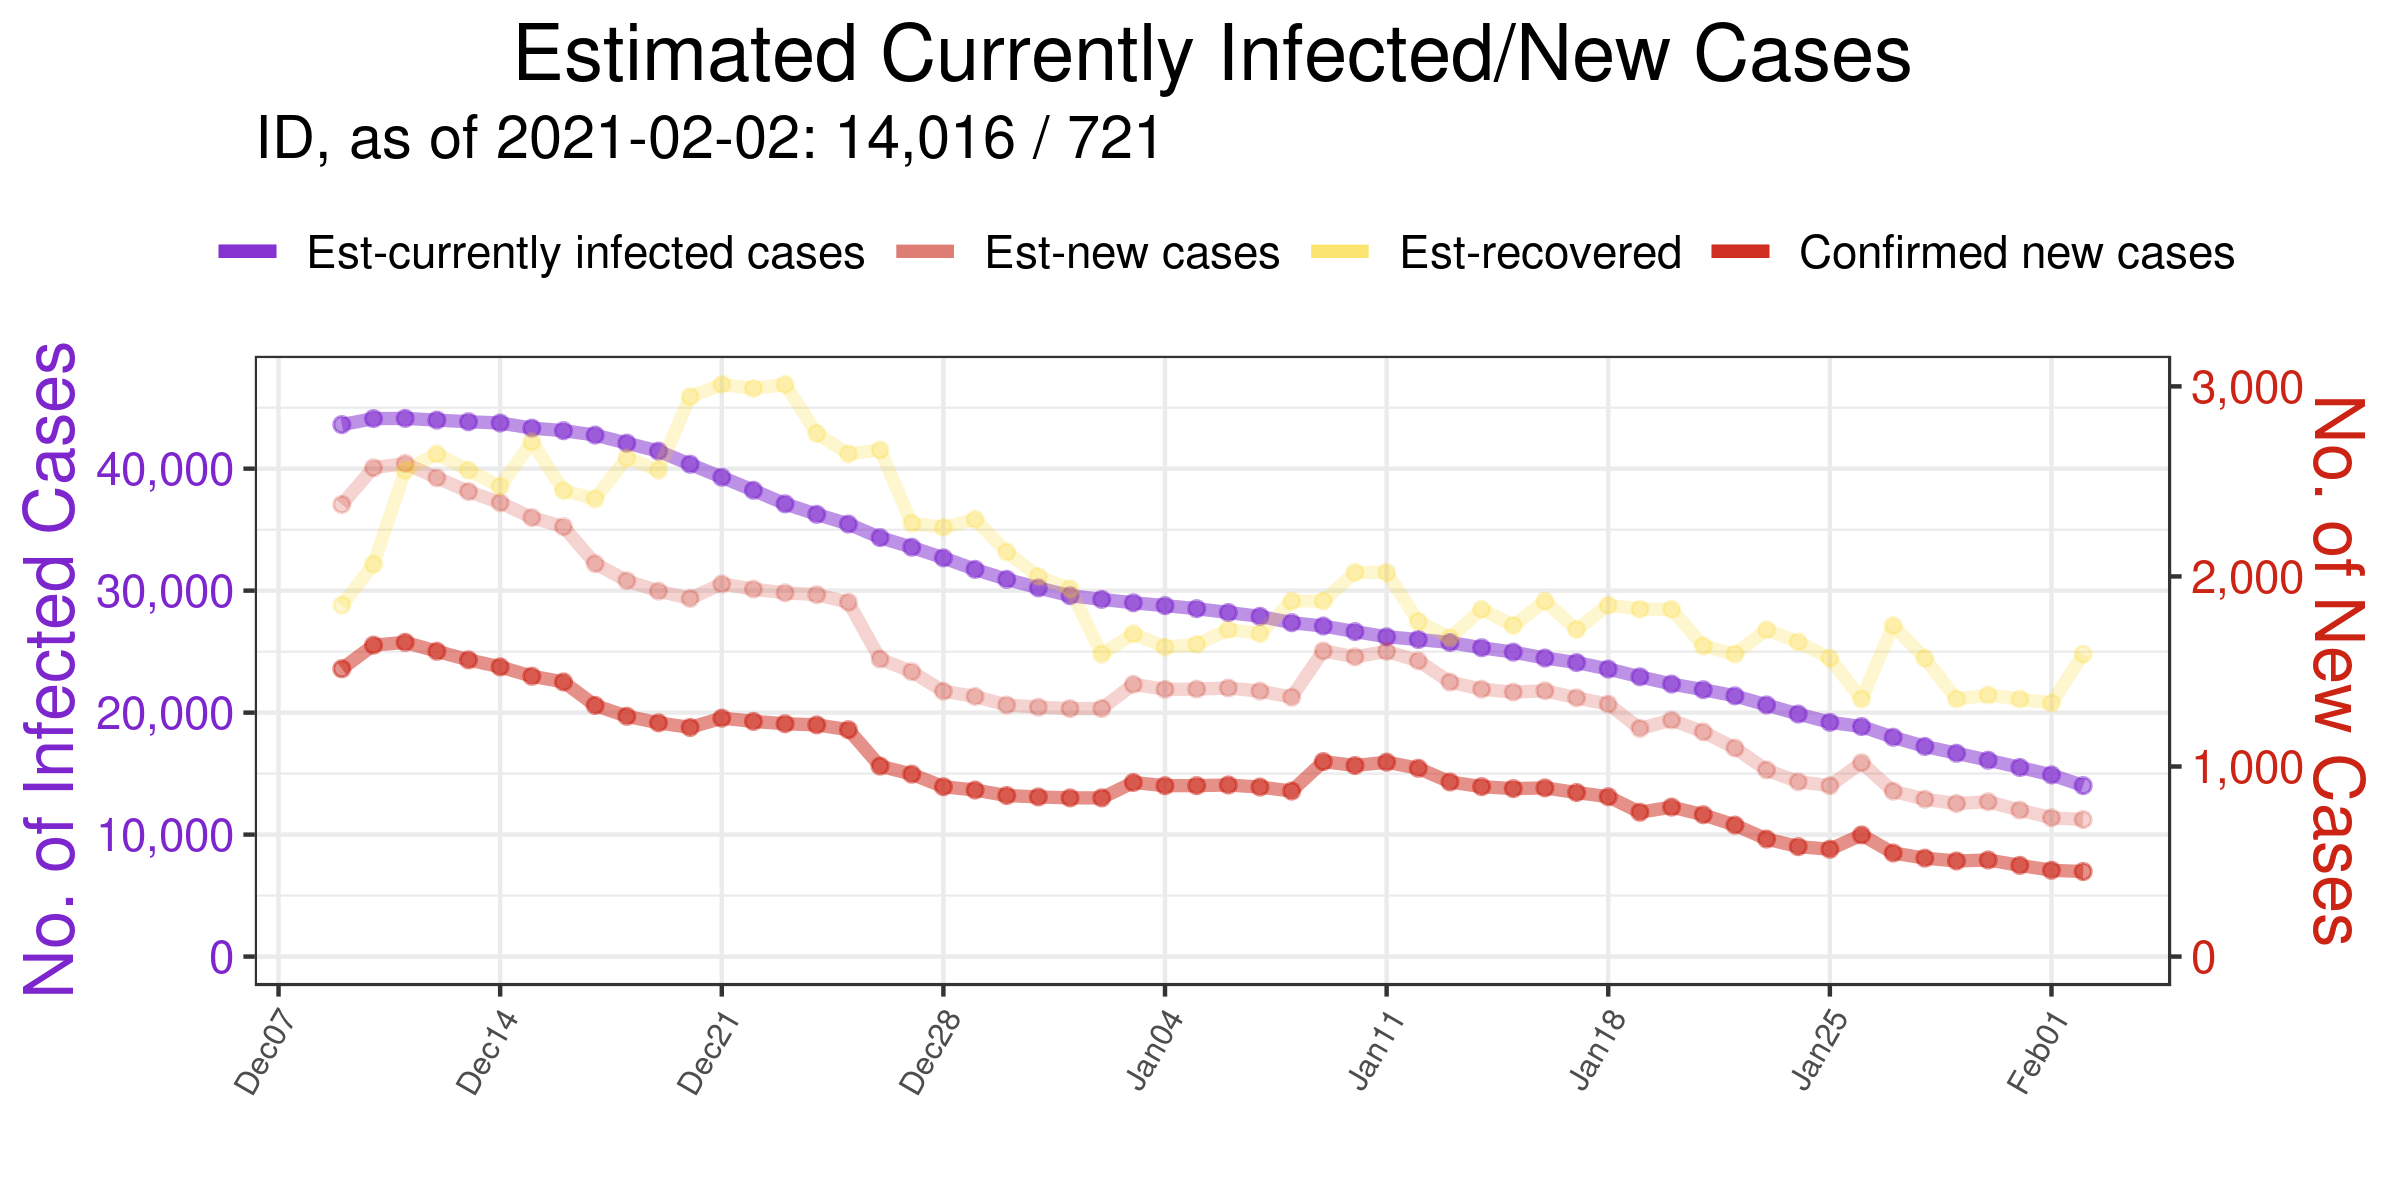 Estimated Currently Infected/New Cases
ID, as of 2021-02-02: 14,016 / 721
Est-currently infected cases Est-new cases Est-recovered Confirmed new cases
No. of Infected Cases
40,000
30,000
20,000
10,000
0
3,000
2,000
1,000
0
No. of New Cases
Dec07 Dec14 Dec21 Dec28 Jan04 Jan11 Jan18 Jan25 Feb01